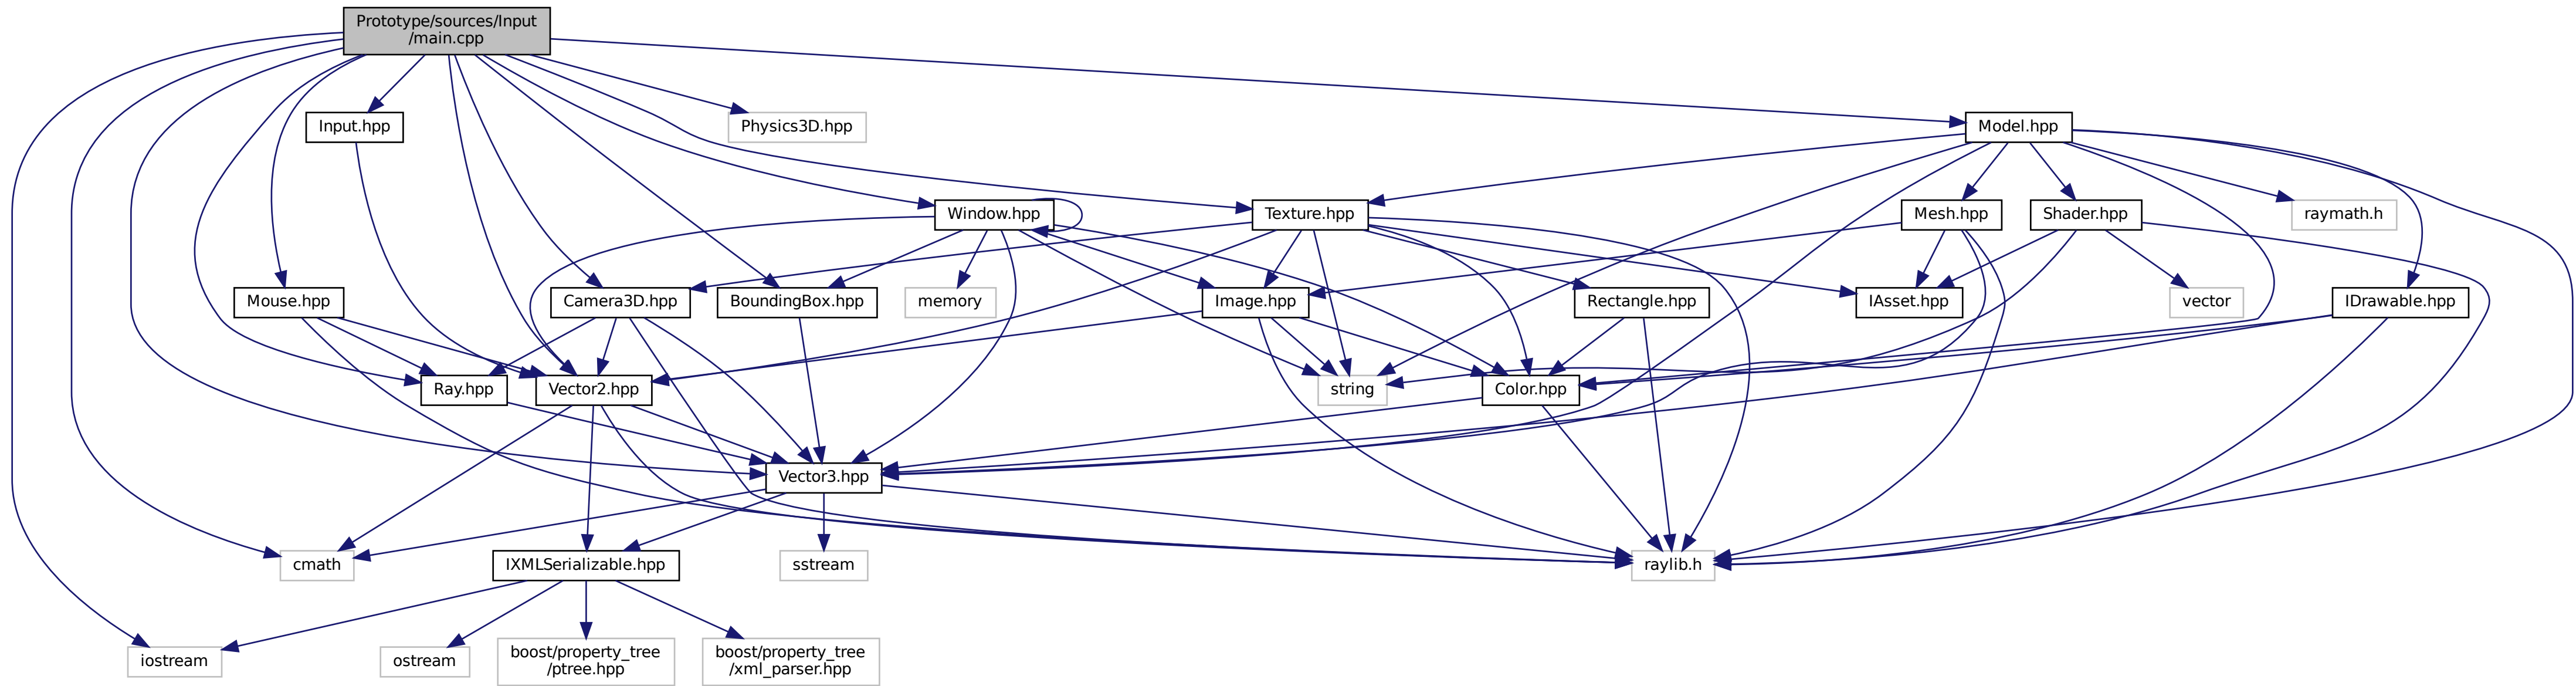 Prototype/sources/Input
/main.cpp
Input.hpp
Physics3D.hpp
Model.hpp
Window.hpp
Texture.hpp
Mesh.hpp
Shader.hpp
raymath.h
Mouse.hpp
Camera3D.hpp
BoundingBox.hpp
memory
Image.hpp
Rectangle.hpp
IAsset.hpp
vector
IDrawable.hpp
Ray.hpp
Vector2.hpp
string
Color.hpp
Vector3.hpp
cmath
IXMLSerializable.hpp
sstream
raylib.h
iostream
ostream
boost/property_tree
/ptree.hpp
boost/property_tree
/xml_parser.hpp